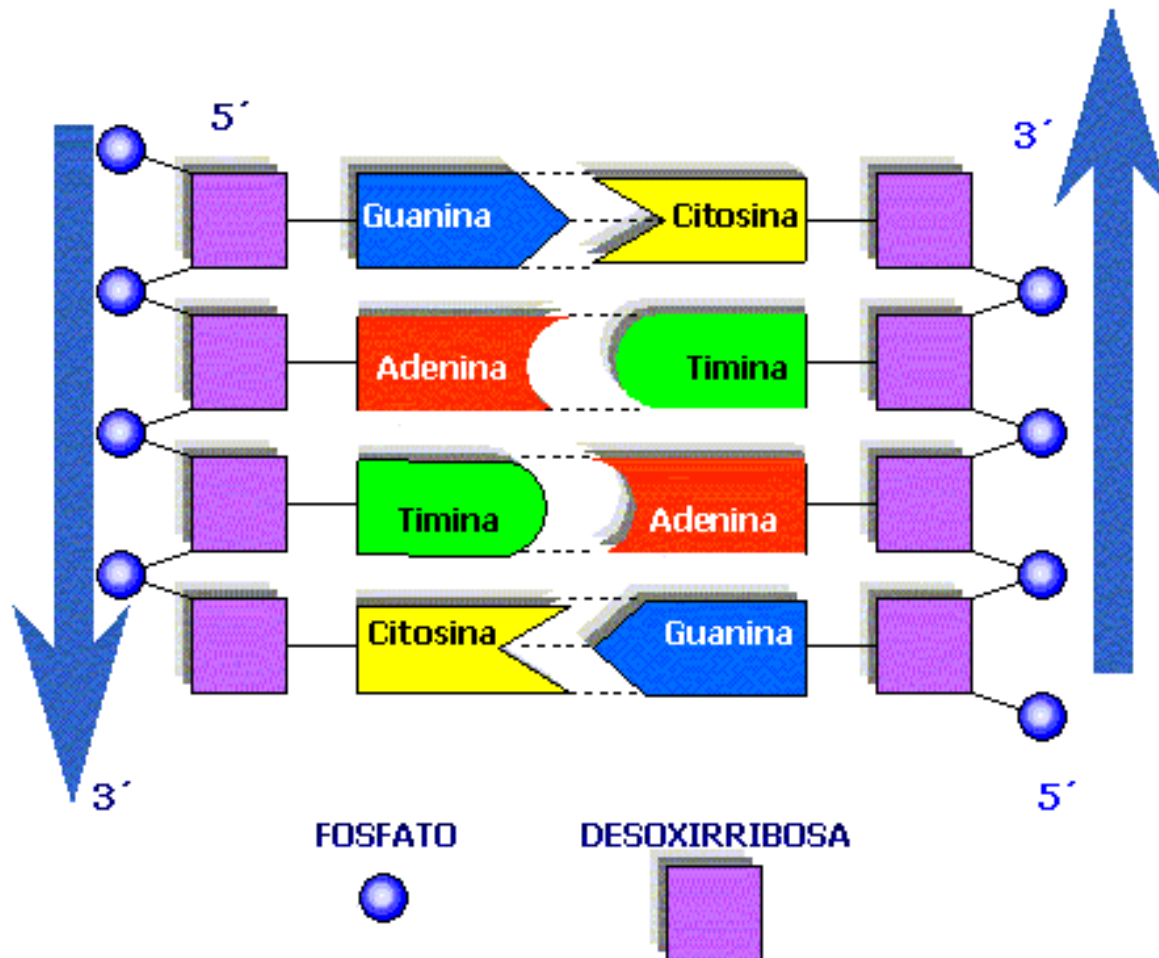 5´
3´
Guanina Citosina
Adenina Timina
Timina Adenina
Citosina Guanina
3´ 5´
FOSFATO DESOXIRRIBOSA